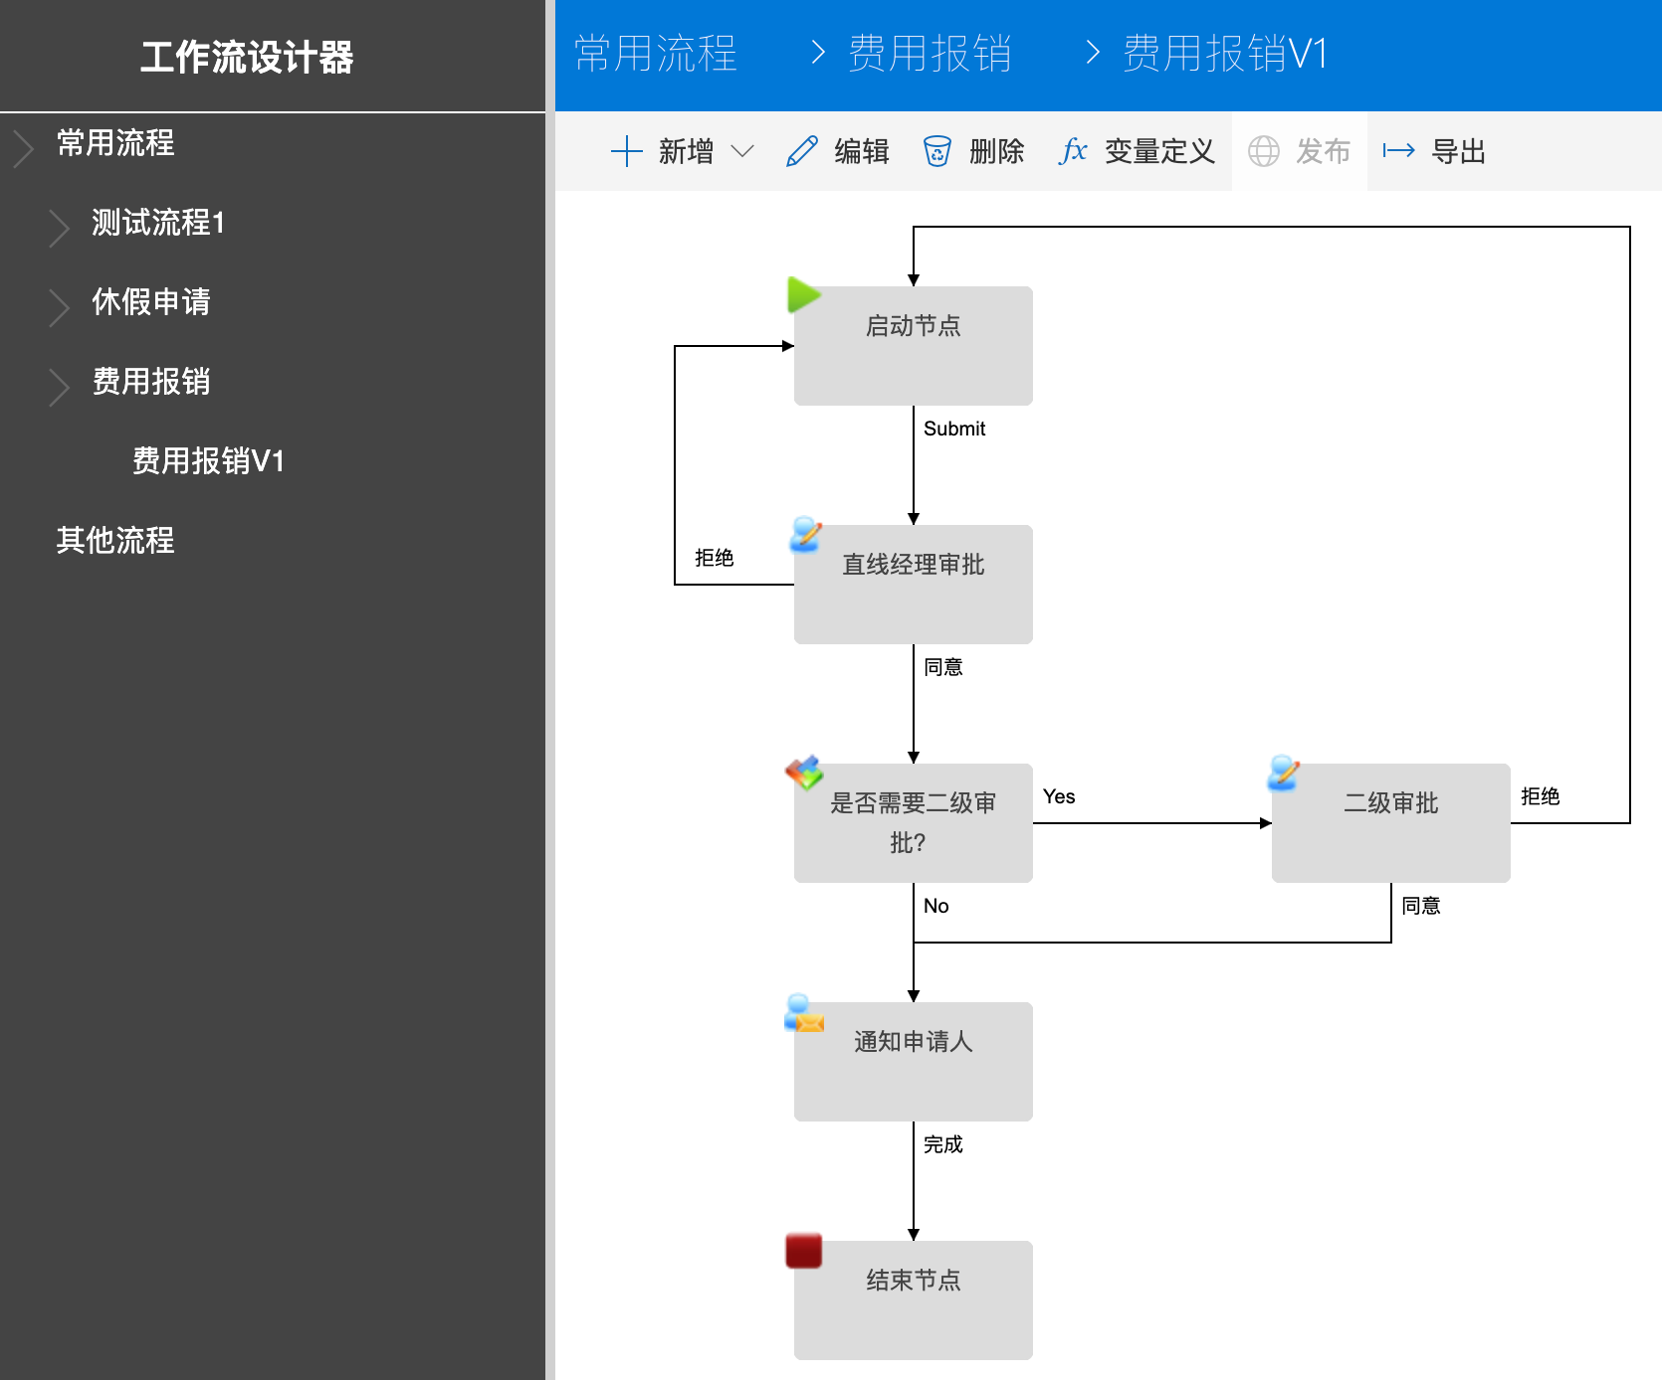 工作流设计器
常用流程
测试流程1
休假申请
费用报销
费用报销V1
其他流程
常用流程 > 费用报销 > 费用报销V1
新增 编辑 删除 fx 变量定义 发布 导出
启动节点
Submit
拒绝
直线经理审批
同意
是否需要二级审
批?
Yes
二级审批
拒绝
No
同意
通知申请人
完成
结束节点